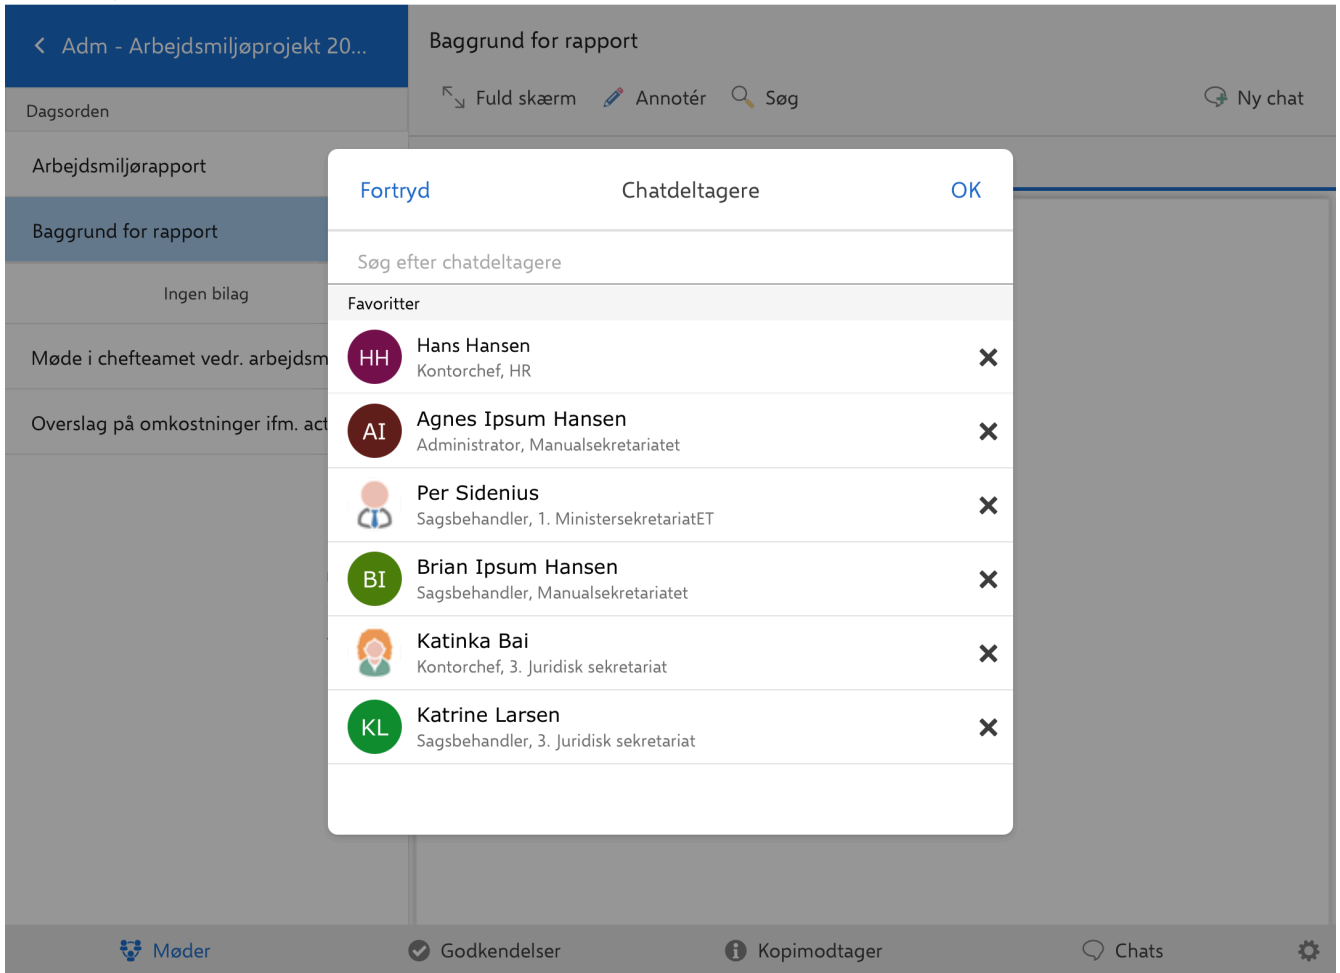 Adm - Arbejdsmiljøprojekt 20...
Baggrund for rapport
Fuld skærm
Annotér
Søg
Ny chat
Dagsorden
Arbejdsmiljørapport
Baggrund for rapport
Ingen bilag
Møde i chefteamet vedr. arbejdsm
Overslag på omkostninger ifm. act
Fortryd
Chatdeltagere
OK
Søg efter chatdeltagere
Favoritter
HH
Hans Hansen
Kontorchef, HR
AI
Agnes Ipsum Hansen
Administrator, Manualsekretariatet
Per Sidenius
Sagsbehandler, 1. MinistersekretariatET
BI
Brian Ipsum Hansen
Sagsbehandler, Manualsekretariatet
Katinka Bai
Kontorchef, 3. Juridisk sekretariat
KL
Katrine Larsen
Sagsbehandler, 3. Juridisk sekretariat
Møder
Godkendelser
Kopimodtager
Chats